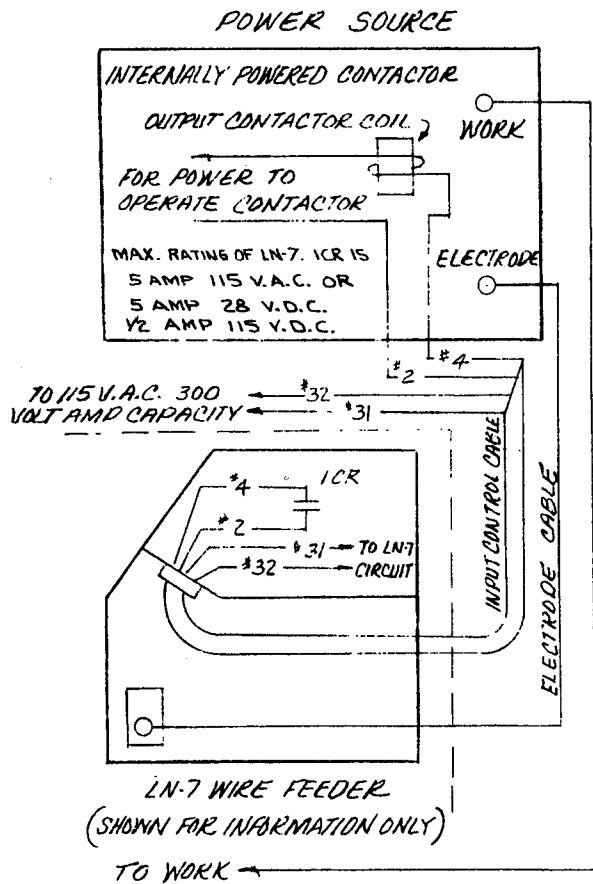 POWER SOURCE
INTERNALLY POWERED CONTACTOR
OUTPUT CONTACTOR COIL
WORK
FOR POWER TO
OPERATE CONTACTOR
MAX. RATING OF LN-7. 1CR IS
5 AMP 115 V.A.C. OR
5 AMP 28 V.D.C.
1/2 AMP 115 V.D.C.
ELECTRODE
#4
#2
TO 115 V.A.C. 300
VOLT AMP CAPACITY
#32
#31
INPUT CONTROL CABLE
ELECTRODE CABLE
#4
1CR
#2
#31
TO LN-7
CIRCUIT
#32
LN-7 WIRE FEEDER
(SHOWN FOR INFORMATION ONLY)
TO WORK